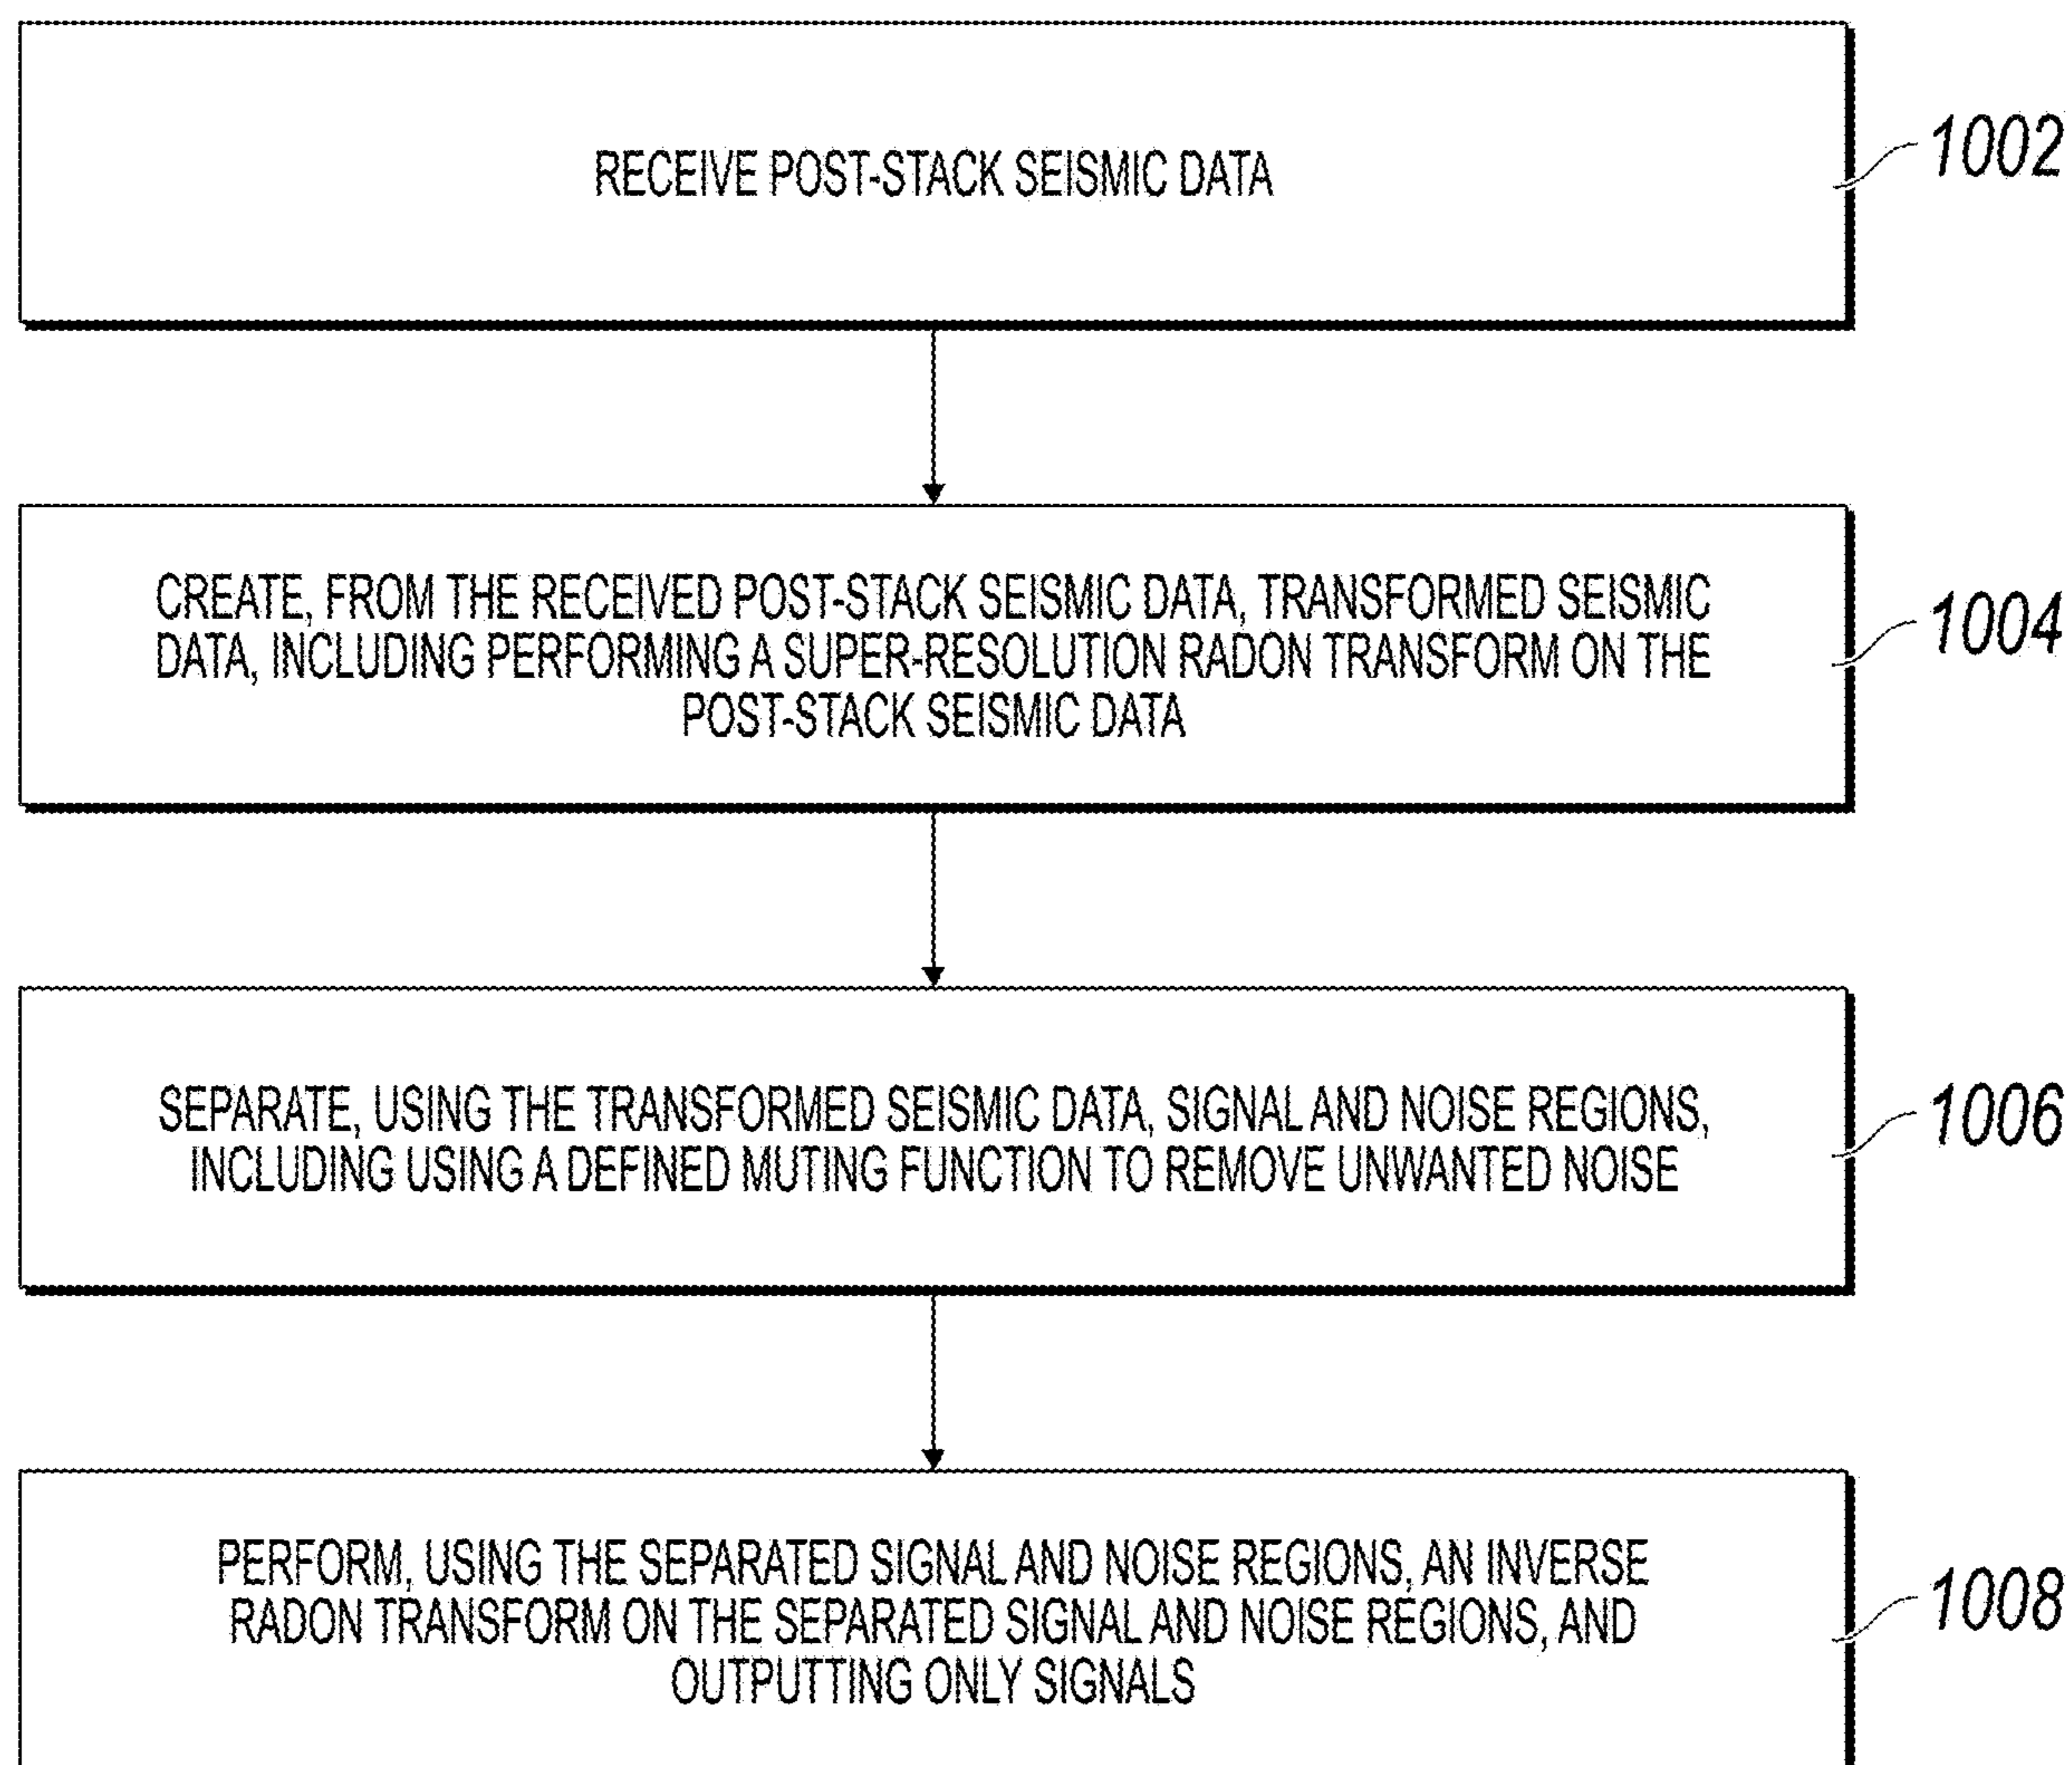 RECEIVE POST-STACK SEISMIC DATA
1002
CREATE, FROM THE RECEIVED POST-STACK SEISMIC DATA, TRANSFORMED SEISMIC
DATA, INCLUDING PERFORMING A SUPER-RESOLUTION RADON TRANSFORM ON THE
POST-STACK SEISMIC DATA
1004
SEPARATE, USING THE TRANSFORMED SEISMIC DATA, SIGNAL AND NOISE REGIONS,
INCLUDING USING A DEFINED MUTING FUNCTION TO REMOVE UNWANTED NOISE
1006
PERFORM, USING THE SEPARATED SIGNAL AND NOISE REGIONS, AN INVERSE
RADON TRANSFORM ON THE SEPARATED SIGNAL AND NOISE REGIONS, AND
OUTPUTTING ONLY SIGNALS
1008